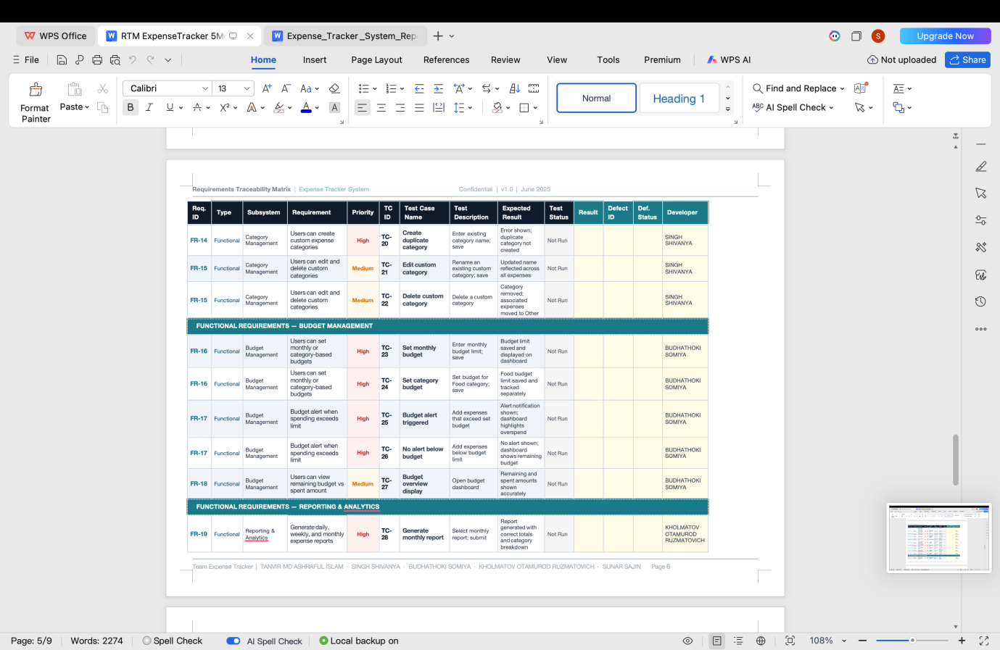 WPS Office
RTM ExpenseTracker 5M
Expense_Tracker_System_Rep
S
Upgrade Now
File
Home
Insert
Page Layout
References
Review
View
Tools
Premium
WPS AI
Not uploaded
Share
Format
Painter
Paste
Calibri
13
Normal
Heading 1
Find and Replace
AI Spell Check
Requirements Traceability Matrix | Expense Tracker System
Confidential | v1.0 | June 2025
Req. ID
Type
Subsystem
Requirement
Priority
TC ID
Test Case Name
Test Description
Expected Result
Test Status
Result
Defect ID
Def. Status
Developer
FR-14
Functional
Category Management
Users can create custom expense categories
High
TC-20
Create duplicate category
Enter existing category name; save
Error shown; duplicate category not created
Not Run
SINGH SHIVANYA
FR-15
Functional
Category Management
Users can edit and delete custom categories
Medium
TC-21
Edit custom category
Rename an existing custom category; save
Updated name reflected across all expenses
Not Run
SINGH SHIVANYA
FR-15
Functional
Category Management
Users can edit and delete custom categories
Medium
TC-22
Delete custom category
Delete a custom category
Category removed; associated expenses moved to Other
Not Run
SINGH SHIVANYA
FUNCTIONAL REQUIREMENTS — BUDGET MANAGEMENT
FR-16
Functional
Budget Management
Users can set monthly or category-based budgets
High
TC-23
Set monthly budget
Enter monthly budget limit; save
Budget limit saved and displayed on dashboard
Not Run
BUDHATHOKI SOMIYA
FR-16
Functional
Budget Management
Users can set monthly or category-based budgets
High
TC-24
Set category budget
Set budget for Food category; save
Food budget limit saved and tracked separately
Not Run
BUDHATHOKI SOMIYA
FR-17
Functional
Budget Management
Budget alert when spending exceeds limit
High
TC-25
Budget alert triggered
Add expenses that exceed set budget
Alert notification shown; dashboard highlights overspend
Not Run
BUDHATHOKI SOMIYA
FR-17
Functional
Budget Management
Budget alert when spending exceeds limit
High
TC-26
No alert below budget
Add expenses below budget limit
No alert shown; dashboard shows remaining budget
Not Run
BUDHATHOKI SOMIYA
FR-18
Functional
Budget Management
Users can view remaining budget vs spent amount
Medium
TC-27
Budget overview display
Open budget dashboard
Remaining and spent amounts shown accurately
Not Run
BUDHATHOKI SOMIYA
FUNCTIONAL REQUIREMENTS — REPORTING & ANALYTICS
FR-19
Functional
Reporting & Analytics
Generate daily, weekly, and monthly expense reports
High
TC-28
Generate monthly report
Select monthly report; submit
Report generated with correct totals and category breakdown
Not Run
KHOLMATOV OTAMUROD RUZMATOVICH
Team Expense Tracker | TANVIR MD ASHRAFUL ISLAM · SINGH SHIVANYA · BUDHATHOKI SOMIYA · KHOLMATOV OTAMUROD RUZMATOVICH · SUNAR SAJIN Page 6
Page: 5/9
Words: 2274
Spell Check
AI Spell Check
Local backup on
108%